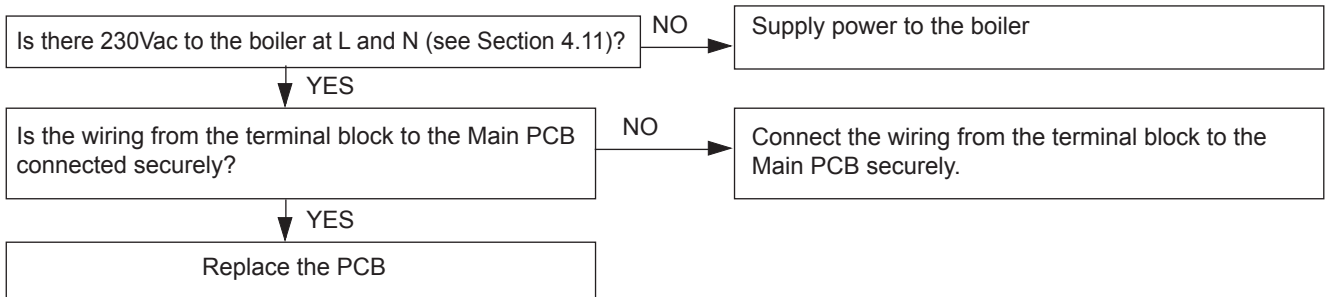 Is there 230Vac to the boiler at L and N (see Section 4.11)?
NO
Supply power to the boiler
YES
Is the wiring from the terminal block to the Main PCB
connected securely?
NO
Connect the wiring from the terminal block to the
Main PCB securely.
YES
Replace the PCB